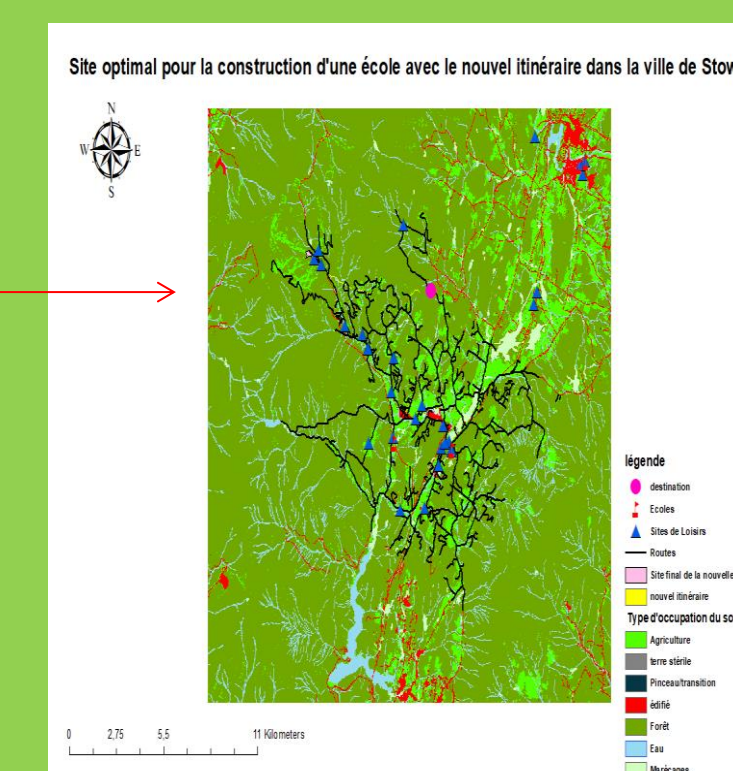 Site optimal pour la construction d'une école avec le nouvel itinéraire dans la ville de Stow
N
W E
S
légende
destination
Ecoles
Sites de Loisirs
Routes
Site final de la nouvelle
nouvel itinéraire
Type d'occupation du so
Agriculture
terre stérile
Pinceau/transition
édifié
Forêt
Eau
Marécages
0 2,75 5,5 11 Kilometers